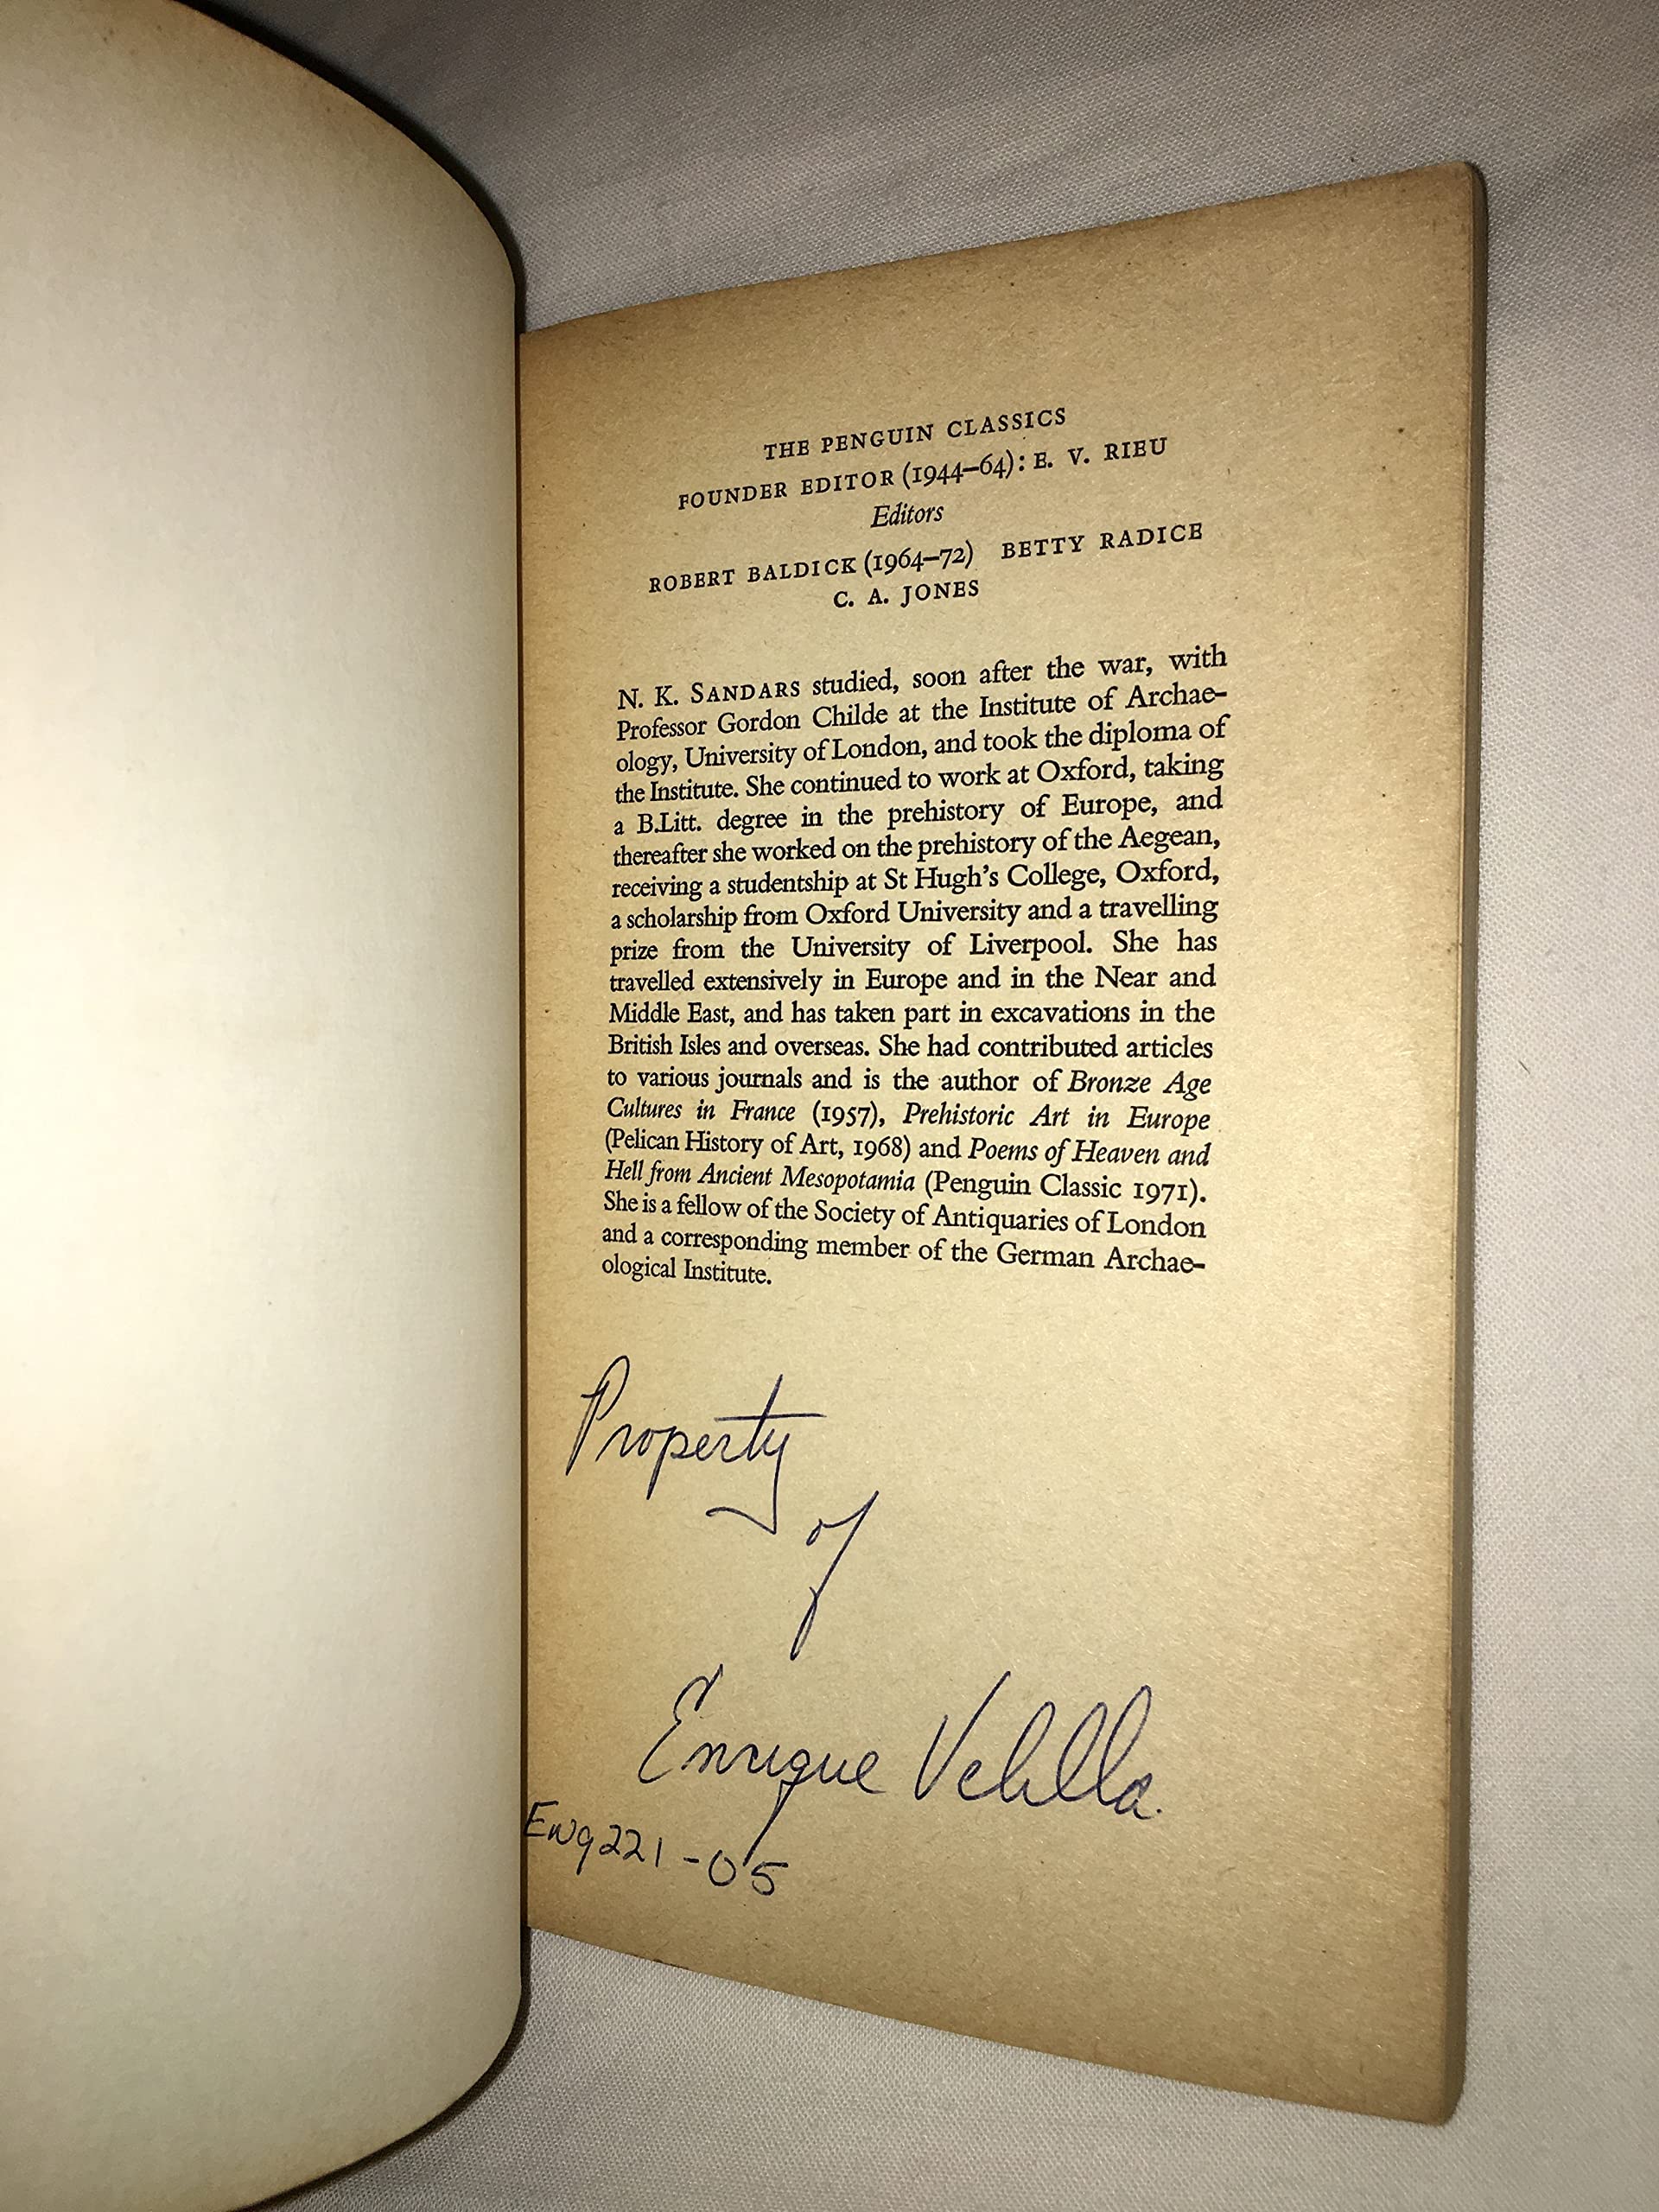 THE PENGUIN CLASSICS
FOUNDER EDITOR (1944–64): E. V. RIEU
Editors
ROBERT BALDICK (1964–72) BETTY RADICE
C. A. JONES
N. K. SANDARS studied, soon after the war, with
Professor Gordon Childe at the Institute of Archae-
ology, University of London, and took the diploma of
the Institute. She continued to work at Oxford, taking
a B.Litt. degree in the prehistory of Europe, and
thereafter she worked on the prehistory of the Aegean,
receiving a studentship at St Hugh's College, Oxford,
a scholarship from Oxford University and a travelling
prize from the University of Liverpool. She has
travelled extensively in Europe and in the Near and
Middle East, and has taken part in excavations in the
British Isles and overseas. She had contributed articles
to various journals and is the author of Bronze Age
Cultures in France (1957), Prehistoric Art in Europe
(Pelican History of Art, 1968) and Poems of Heaven and
Hell from Ancient Mesopotamia (Penguin Classic 1971).
She is a fellow of the Society of Antiquaries of London
and a corresponding member of the German Archae-
ological Institute.
Property
of
Enrique Velilla.
Eng221-05